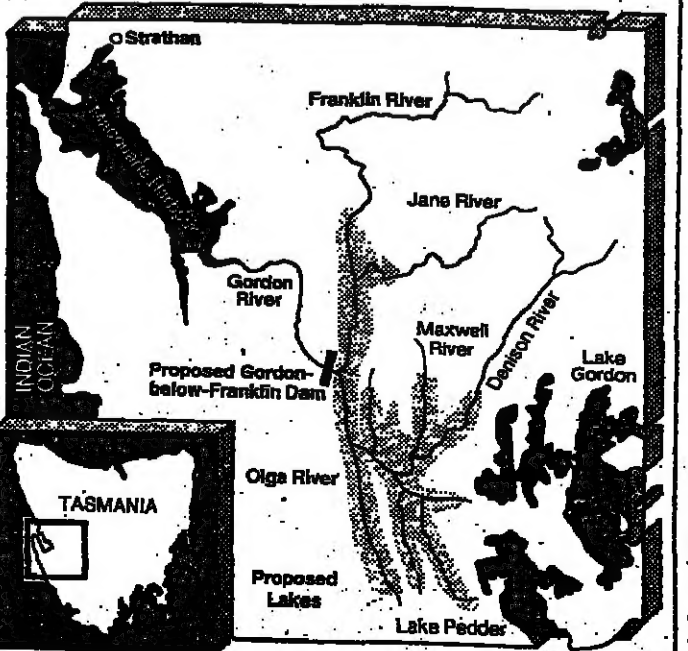 Strathan
Franklin River
Jane River
Gordon
River
Maxwell
River
Denison River
Lake
Gordon
INDIAN
OCEAN
Proposed Gordon-
below-Franklin Dam
Olga River
TASMANIA
Proposed
Lakes
Lake Pedder